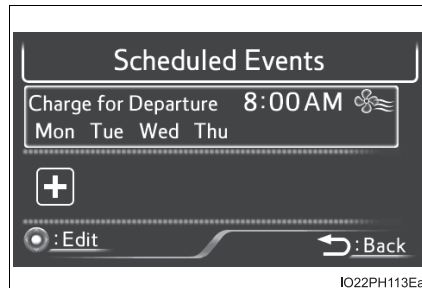 Scheduled Events
Charge for Departure 8:00AM
Mon Tue Wed Thu
:Edit
:Back
IO22PH113Ea